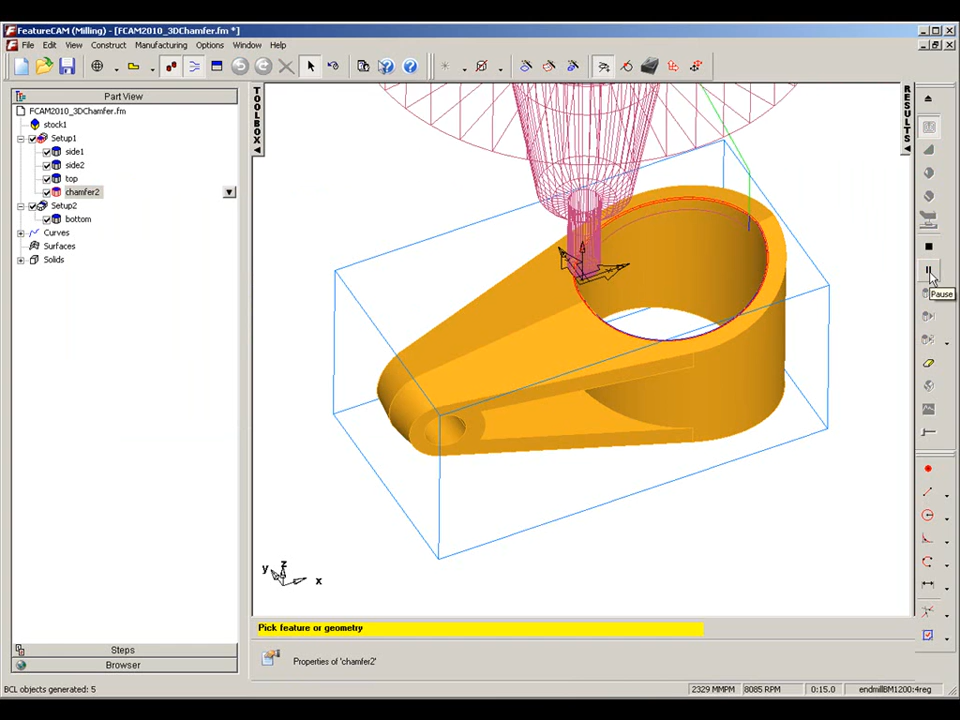 FeatureCAM (Milling) - [FCAM2010_3DChamfer.fm *]
File Edit View Construct Manufacturing Options Window Help
Part View
FCAM2010_3DChamfer.fm
stock1
Setup1
side1
side2
top
chamfer2
Setup2
bottom
Curves
Surfaces
Solids
TOOLBOX
RESULTS
Pause
y z x
Pick feature or geometry
Steps
Browser
Properties of 'chamfer2'
BCL objects generated: 5
2329 MMPM 8085 RPM 0:15.0 endmillBM1200:4reg